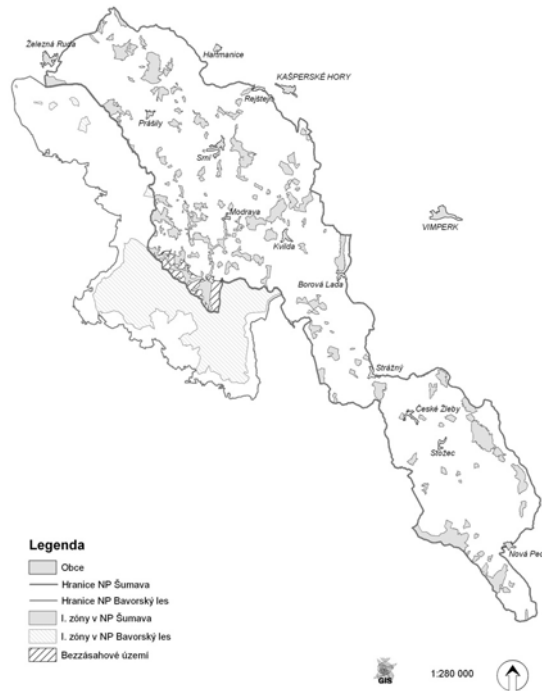 Železná Ruda
Hartmanice
KAŠPERSKÉ HORY
Rejštejn
Prášily
Srní
Modrava
VIMPERK
Kvilda
Borová Lada
Strážný
České Žleby
Stožec
Nová Pec
Legenda
Obce
Hranice NP Šumava
Hranice NP Bavorský les
I. zóny v NP Šumava
I. zóny v NP Bavorský les
Bezzásahové území
GIS
1:280 000